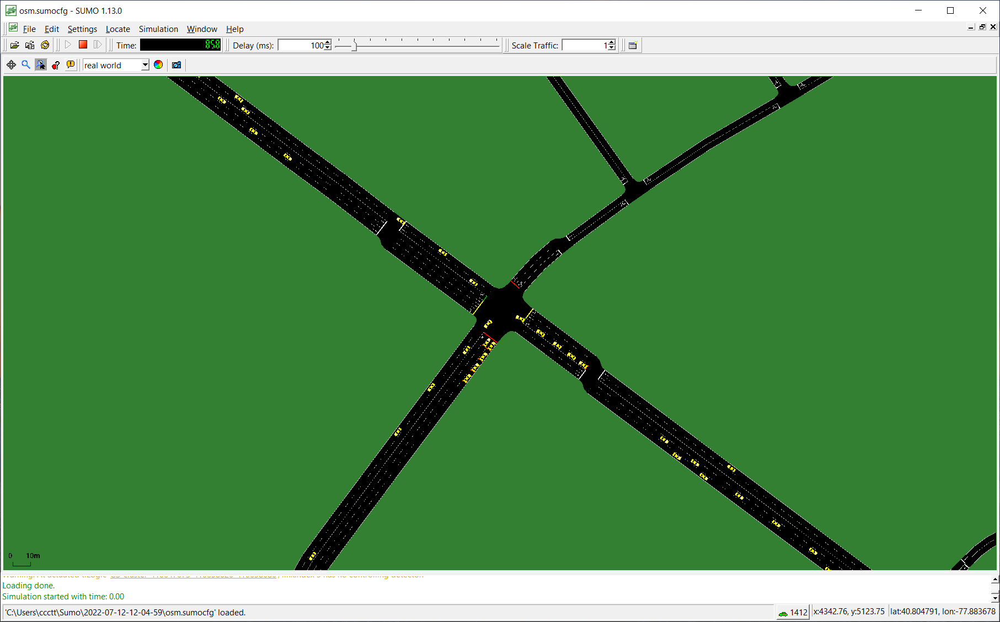 osm.sumocfg - SUMO 1.13.0
File Edit Settings Locate Simulation Window Help
Time: 850 Delay (ms): 100 Scale Traffic: 1
real world
0 10m
Loading done.
Simulation started with time: 0.00
'C:\Users\ccctt\Sumo\2022-07-12-12-04-59\osm.sumocfg' loaded.
1412 x:4342.76, y:5123.75 lat:40.804791, lon:-77.883678